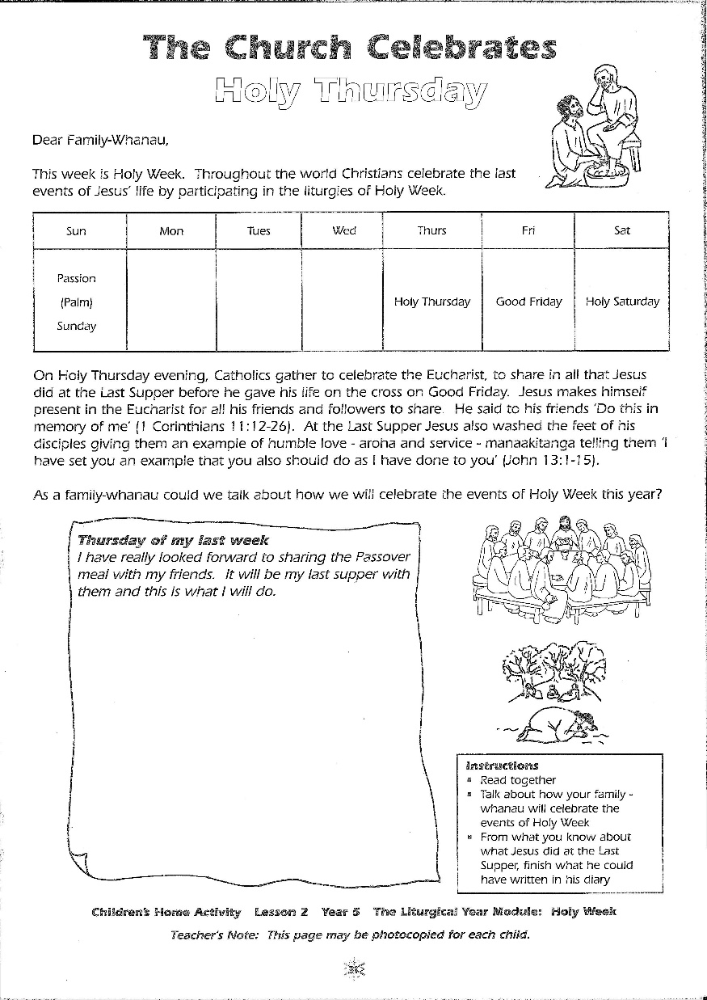 The Church Celebrates
Holy Thursday
Dear Family-Whanau,
This week is Holy Week. Throughout the world Christians celebrate the last
events of Jesus' life by participating in the liturgies of Holy Week.
Sun Mon Tues Wed Thurs Fri Sat
Passion
(Palm) Holy Thursday Good Friday Holy Saturday
Sunday
On Holy Thursday evening, Catholics gather to celebrate the Eucharist, to share in all that Jesus
did at the Last Supper before he gave his life on the cross on Good Friday. Jesus makes himself
present in the Eucharist for all his friends and followers to share. He said to his friends 'Do this in
memory of me' (1 Corinthians 11:12-26). At the Last Supper Jesus also washed the feet of his
disciples giving them an example of humble love - aroha and service - manaakitanga telling them 'I
have set you an example that you also should do as I have done to you' (John 13:1-15).
As a family-whanau could we talk about how we will celebrate the events of Holy Week this year?
Thursday of my last week
I have really looked forward to sharing the Passover
meal with my friends. It will be my last supper with
them and this is what I will do.
Instructions
▪ Read together
▪ Talk about how your family -
whanau will celebrate the
events of Holy Week
▪ From what you know about
what Jesus did at the Last
Supper, finish what he could
have written in his diary
Children's Home Activity Lesson 2 Year 5 The Liturgical Year Module: Holy Week
Teacher's Note: This page may be photocopied for each child.